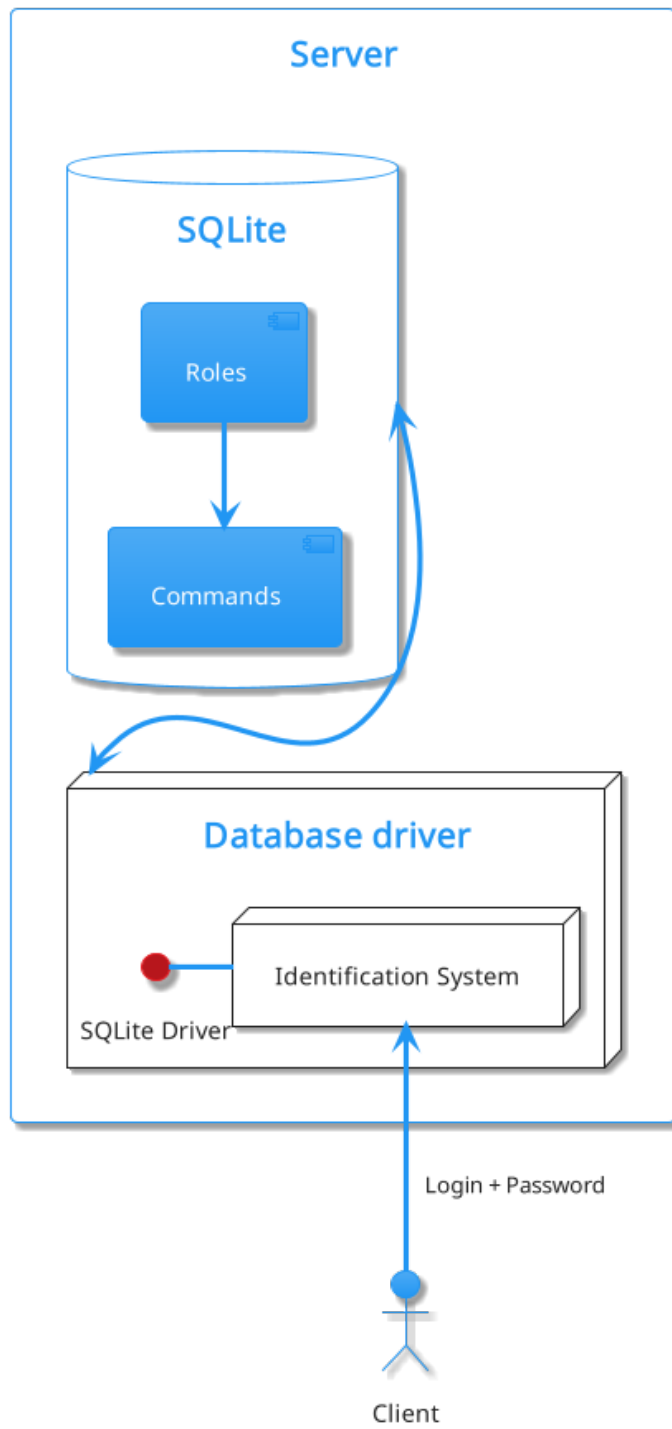 Server
SQLite
Roles
Commands
Database driver
Identification System
SQLite Driver
Login + Password
Client